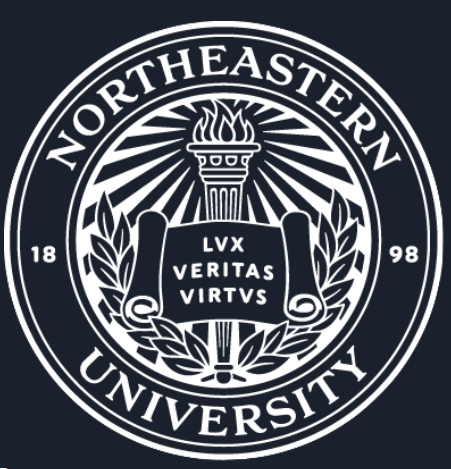 NORTHEASTERN
18
LVX
VERITAS
VIRTVS
98
UNIVERSITY